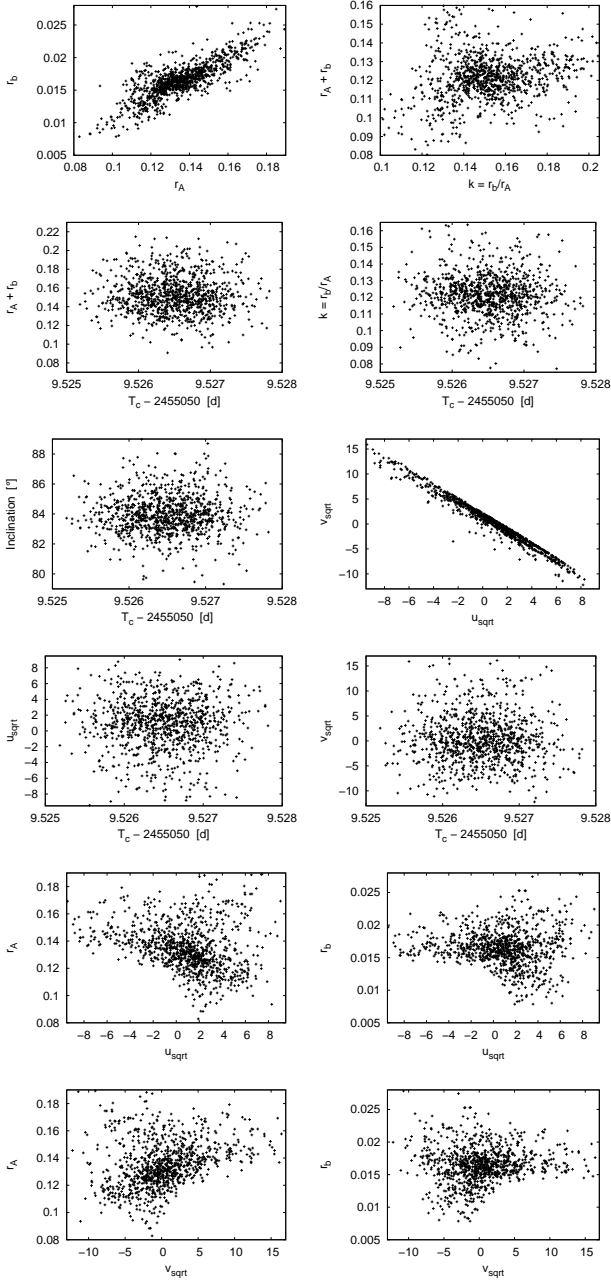 0.025
0.02
0.015
0.01
0.005
r_b
0.08 0.1 0.12 0.14 0.16 0.18
r_A
0.16
0.15
0.14
0.13
0.12
0.11
0.1
0.09
0.08
r_A + r_b
0.1 0.12 0.14 0.16 0.18 0.2
k = r_b/r_A
0.22
0.2
0.18
0.16
0.14
0.12
0.1
0.08
r_A + r_b
9.525 9.526 9.527 9.528
T_c − 2455050 [d]
0.16
0.15
0.14
0.13
0.12
0.11
0.1
0.09
0.08
k = r_b/r_A
9.525 9.526 9.527 9.528
T_c − 2455050 [d]
88
86
84
82
80
Inclination [°]
9.525 9.526 9.527 9.528
T_c − 2455050 [d]
15
10
5
0
−5
−10
v_sqrt
−8 −6 −4 −2 0 2 4 6 8
u_sqrt
8
6
4
2
0
−2
−4
−6
−8
u_sqrt
9.525 9.526 9.527 9.528
T_c − 2455050 [d]
15
10
5
0
−5
−10
v_sqrt
9.525 9.526 9.527 9.528
T_c − 2455050 [d]
0.18
0.16
0.14
0.12
0.1
0.08
r_A
−8 −6 −4 −2 0 2 4 6 8
u_sqrt
0.025
0.02
0.015
0.01
0.005
r_b
−8 −6 −4 −2 0 2 4 6 8
u_sqrt
0.18
0.16
0.14
0.12
0.1
0.08
r_A
−10 −5 0 5 10 15
v_sqrt
0.025
0.02
0.015
0.01
0.005
r_b
−10 −5 0 5 10 15
v_sqrt